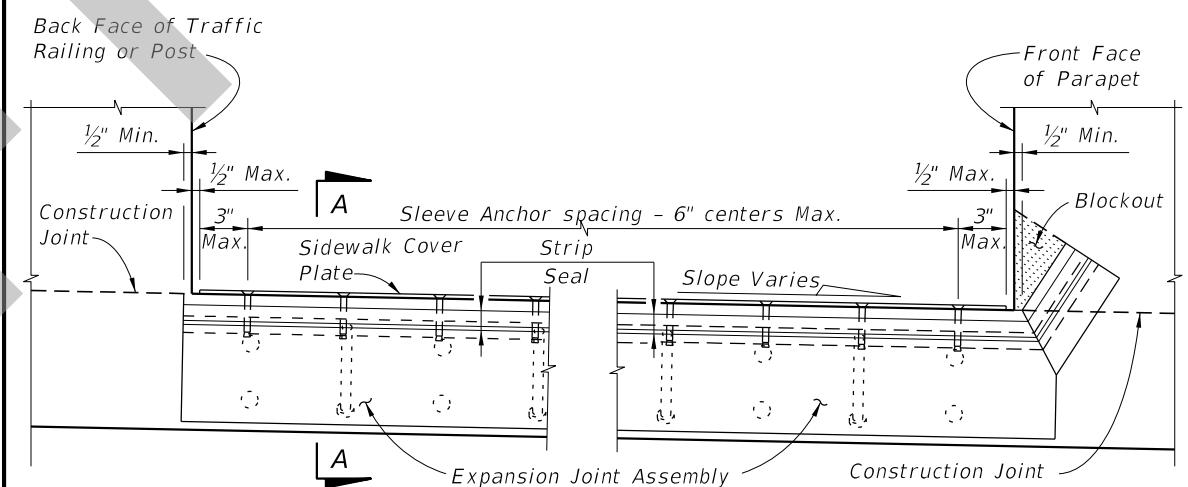 Back Face of Traffic
Railing or Post
Front Face
of Parapet
½" Min.
½" Min.
½" Max.
½" Max.
Blockout
A
Construction
Joint
3"
Max.
Sleeve Anchor spacing – 6" centers Max.
3"
Max.
Sidewalk Cover
Plate
Strip
Seal
Slope Varies
A
Expansion Joint Assembly
Construction Joint